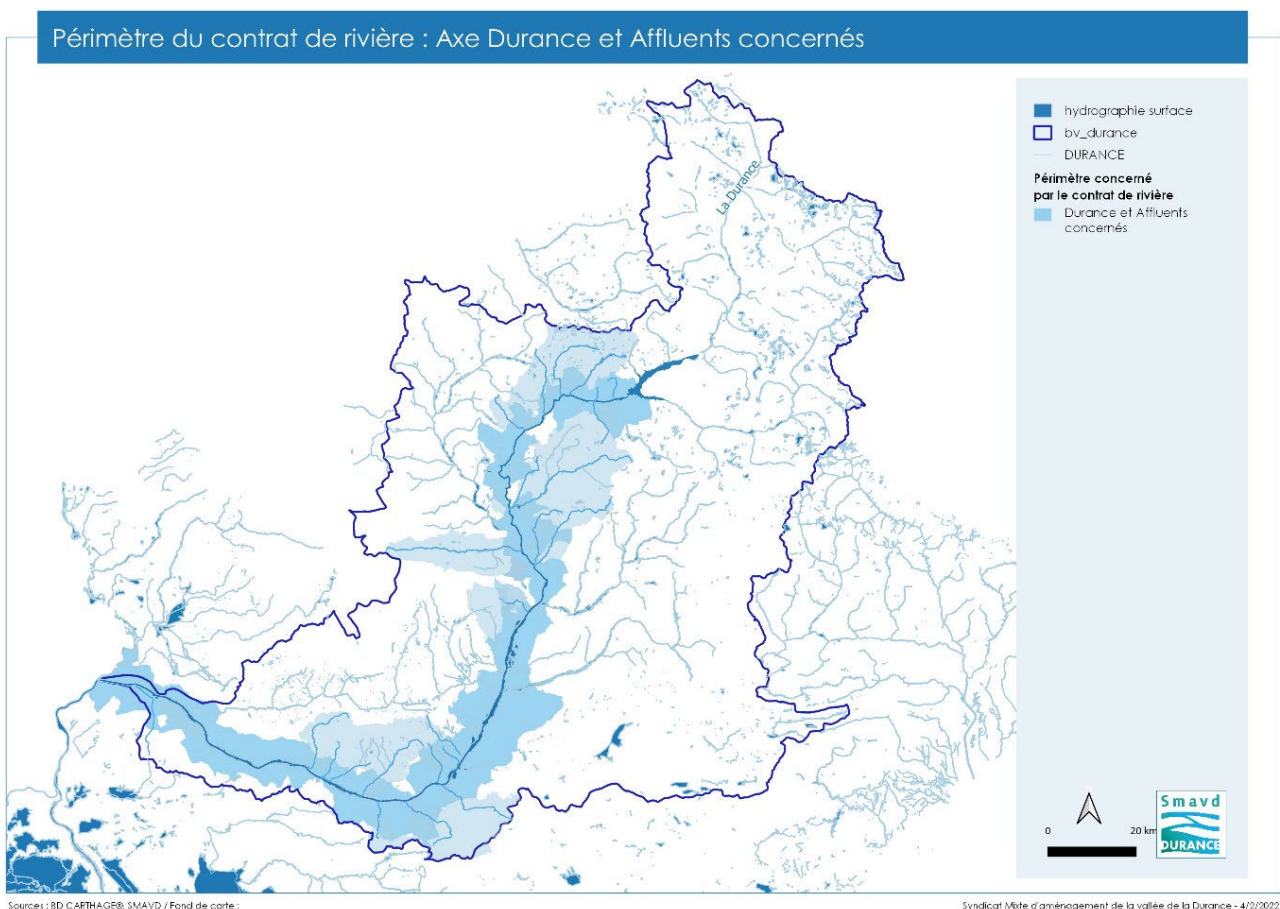 Périmètre du contrat de rivière : Axe Durance et Affluents concernés
hydrographie surface
bv_durance
DURANCE
Périmètre concerné
par le contrat de rivière
Durance et Affluents
concernés
La Durance
0 20 km
Smavd
DURANCE
Sources : BD CARTHAGE®, SMAVD / Fond de carte :
Syndicat Mixte d'aménagement de la vallée de la Durance - 4/2/2022